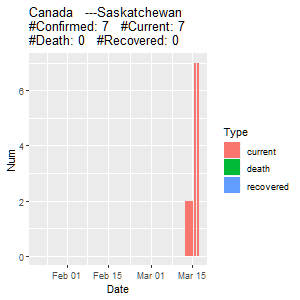 Canada   ---Saskatchewan
#Confirmed: 7   #Current: 7
#Death: 0   #Recovered: 0
6
4
2
0
Num
Feb 01
Feb 15
Mar 01
Mar 15
Date
Type
current
death
recovered